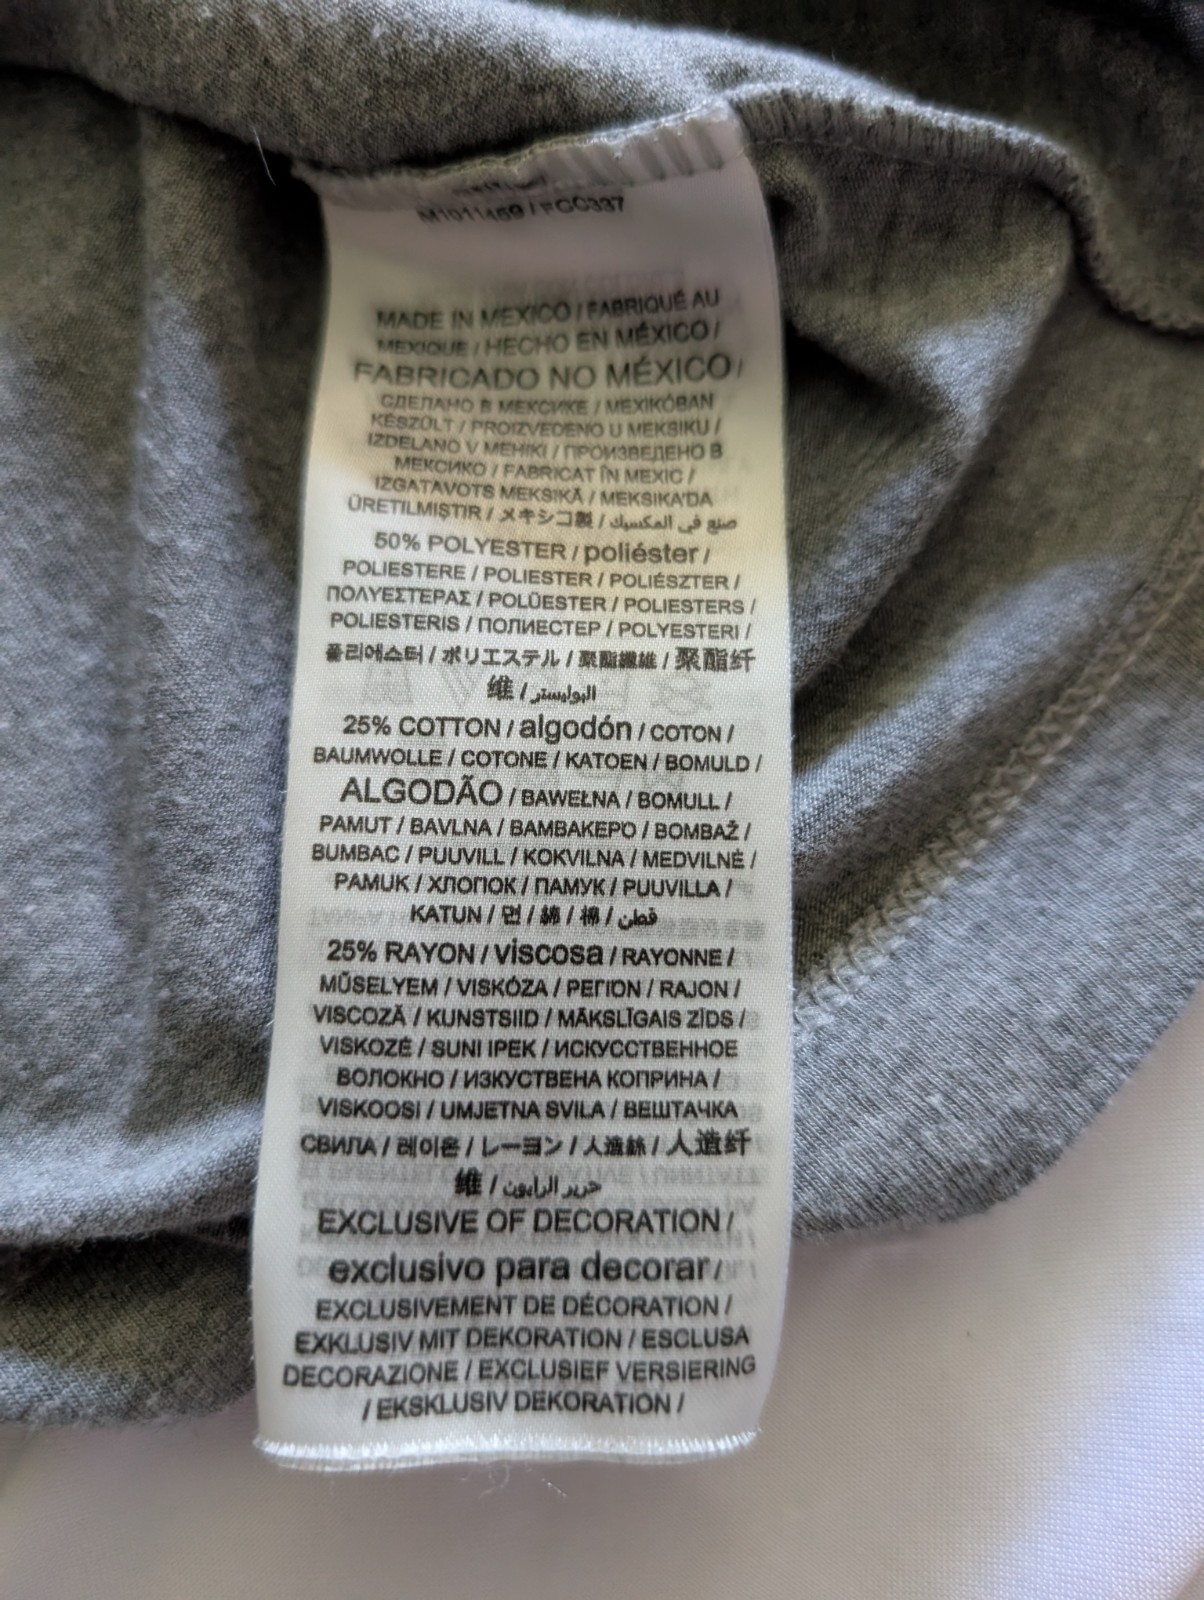 M1011459 / FCC337
MADE IN MEXICO / FABRIQUÉ AU
MEXIQUE / HECHO EN MÉXICO /
FABRICADO NO MÉXICO /
СДЕЛАНО В МЕКСИКЕ / MEXIKÓBAN
KÉSZÜLT / PROIZVEDENO U MEKSIKU /
IZDELANO V MEHIKI / ПРОИЗВЕДЕНО В
МЕКСИКО / FABRICAT ÎN MEXIC /
IZGATAVOTS MEKSIKĀ / MEKSIKA'DA
ÜRETILMIŞTIR / メキシコ製 / صنع في المكسيك
50% POLYESTER / poliéster /
POLIESTERE / POLIESTER / POLIÉSZTER /
ΠΟΛΥΕΣΤΕΡΑΣ / POLÜESTER / POLIESTERS /
POLIESTERIS / ПОЛИЕСТЕР / POLYESTERI /
폴리에스터 / ポリエステル / 聚酯纖維 / 聚酯纤
维 / البوليستر
25% COTTON / algodón / COTON /
BAUMWOLLE / COTONE / KATOEN / BOMULD /
ALGODÃO / BAWEŁNA / BOMULL /
PAMUT / BAVLNA / ΒΑΜΒΑΚΕΡΟ / BOMBAŽ /
BUMBAC / PUUVILL / KOKVILNA / MEDVILNĖ /
PAMUK / ХЛОПОК / ПАМУК / PUUVILLA /
KATUN / 면 / 綿 / 棉 / قطن
25% RAYON / viscosa / RAYONNE /
MŰSELYEM / VISKÓZA / ΡΕΓΙΟΝ / RAJON /
VISCOZĂ / KUNSTSIID / MĀKSLĪGAIS ZĪDS /
VISKOZĖ / SUNI IPEK / ИСКУССТВЕННОЕ
ВОЛОКНО / ИЗКУСТВЕНА КОПРИНА /
VISKOOSI / UMJETNA SVILA / ВЕШТАЧКА
СВИЛА / 레이온 / レーヨン / 人造絲 / 人造纤
维 / حرير الرايون
EXCLUSIVE OF DECORATION /
exclusivo para decorar /
EXCLUSIVEMENT DE DÉCORATION /
EXKLUSIV MIT DEKORATION / ESCLUSA
DECORAZIONE / EXCLUSIEF VERSIERING
/ EKSKLUSIV DEKORATION /